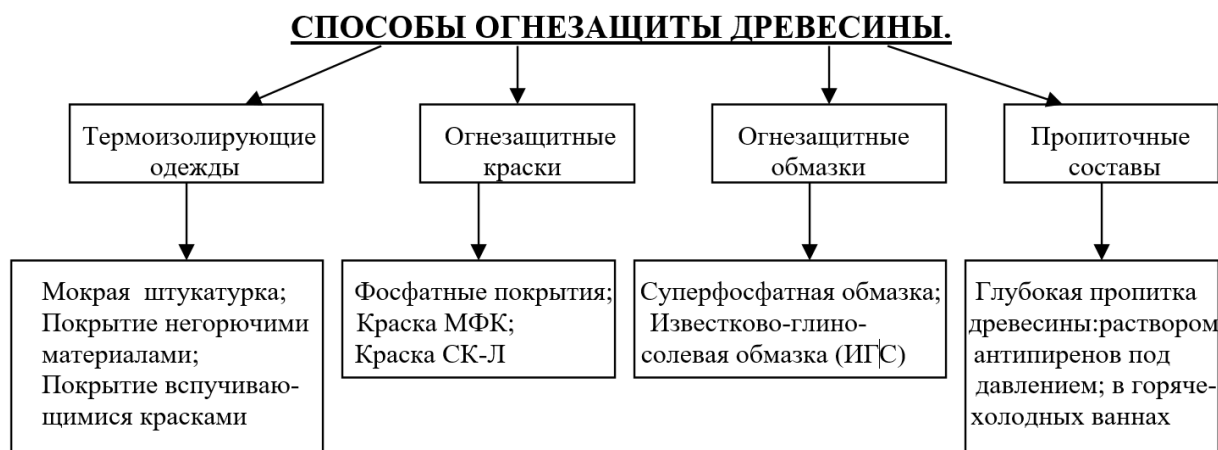 СПОСОБЫ ОГНЕЗАЩИТЫ ДРЕВЕСИНЫ.
Термоизолирующие
одежды
Огнезащитные
краски
Огнезащитные
обмазки
Пропиточные
составы
Мокрая штукатурка;
Покрытие негорючими
материалами;
Покрытие вспучиваю-
щимися красками
Фосфатные покрытия;
Краска МФК;
Краска СК-Л
Суперфосфатная обмазка;
Известково-глино-
солевая обмазка (ИГС)
Глубокая пропитка
древесины:раствором
антипиренов под
давлением; в горяче-
холодных ваннах